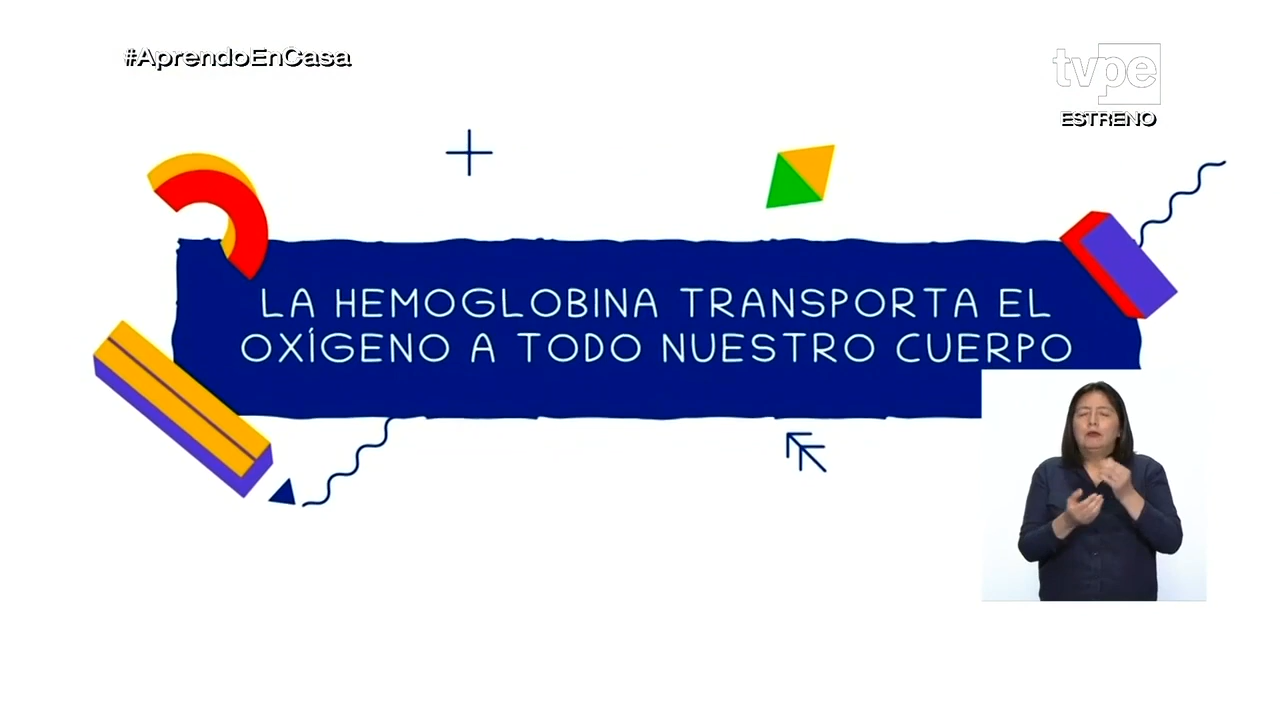 #AprendoEnCasa
tvpe
ESTRENO
LA HEMOGLOBINA TRANSPORTA EL
OXÍGENO A TODO NUESTRO CUERPO